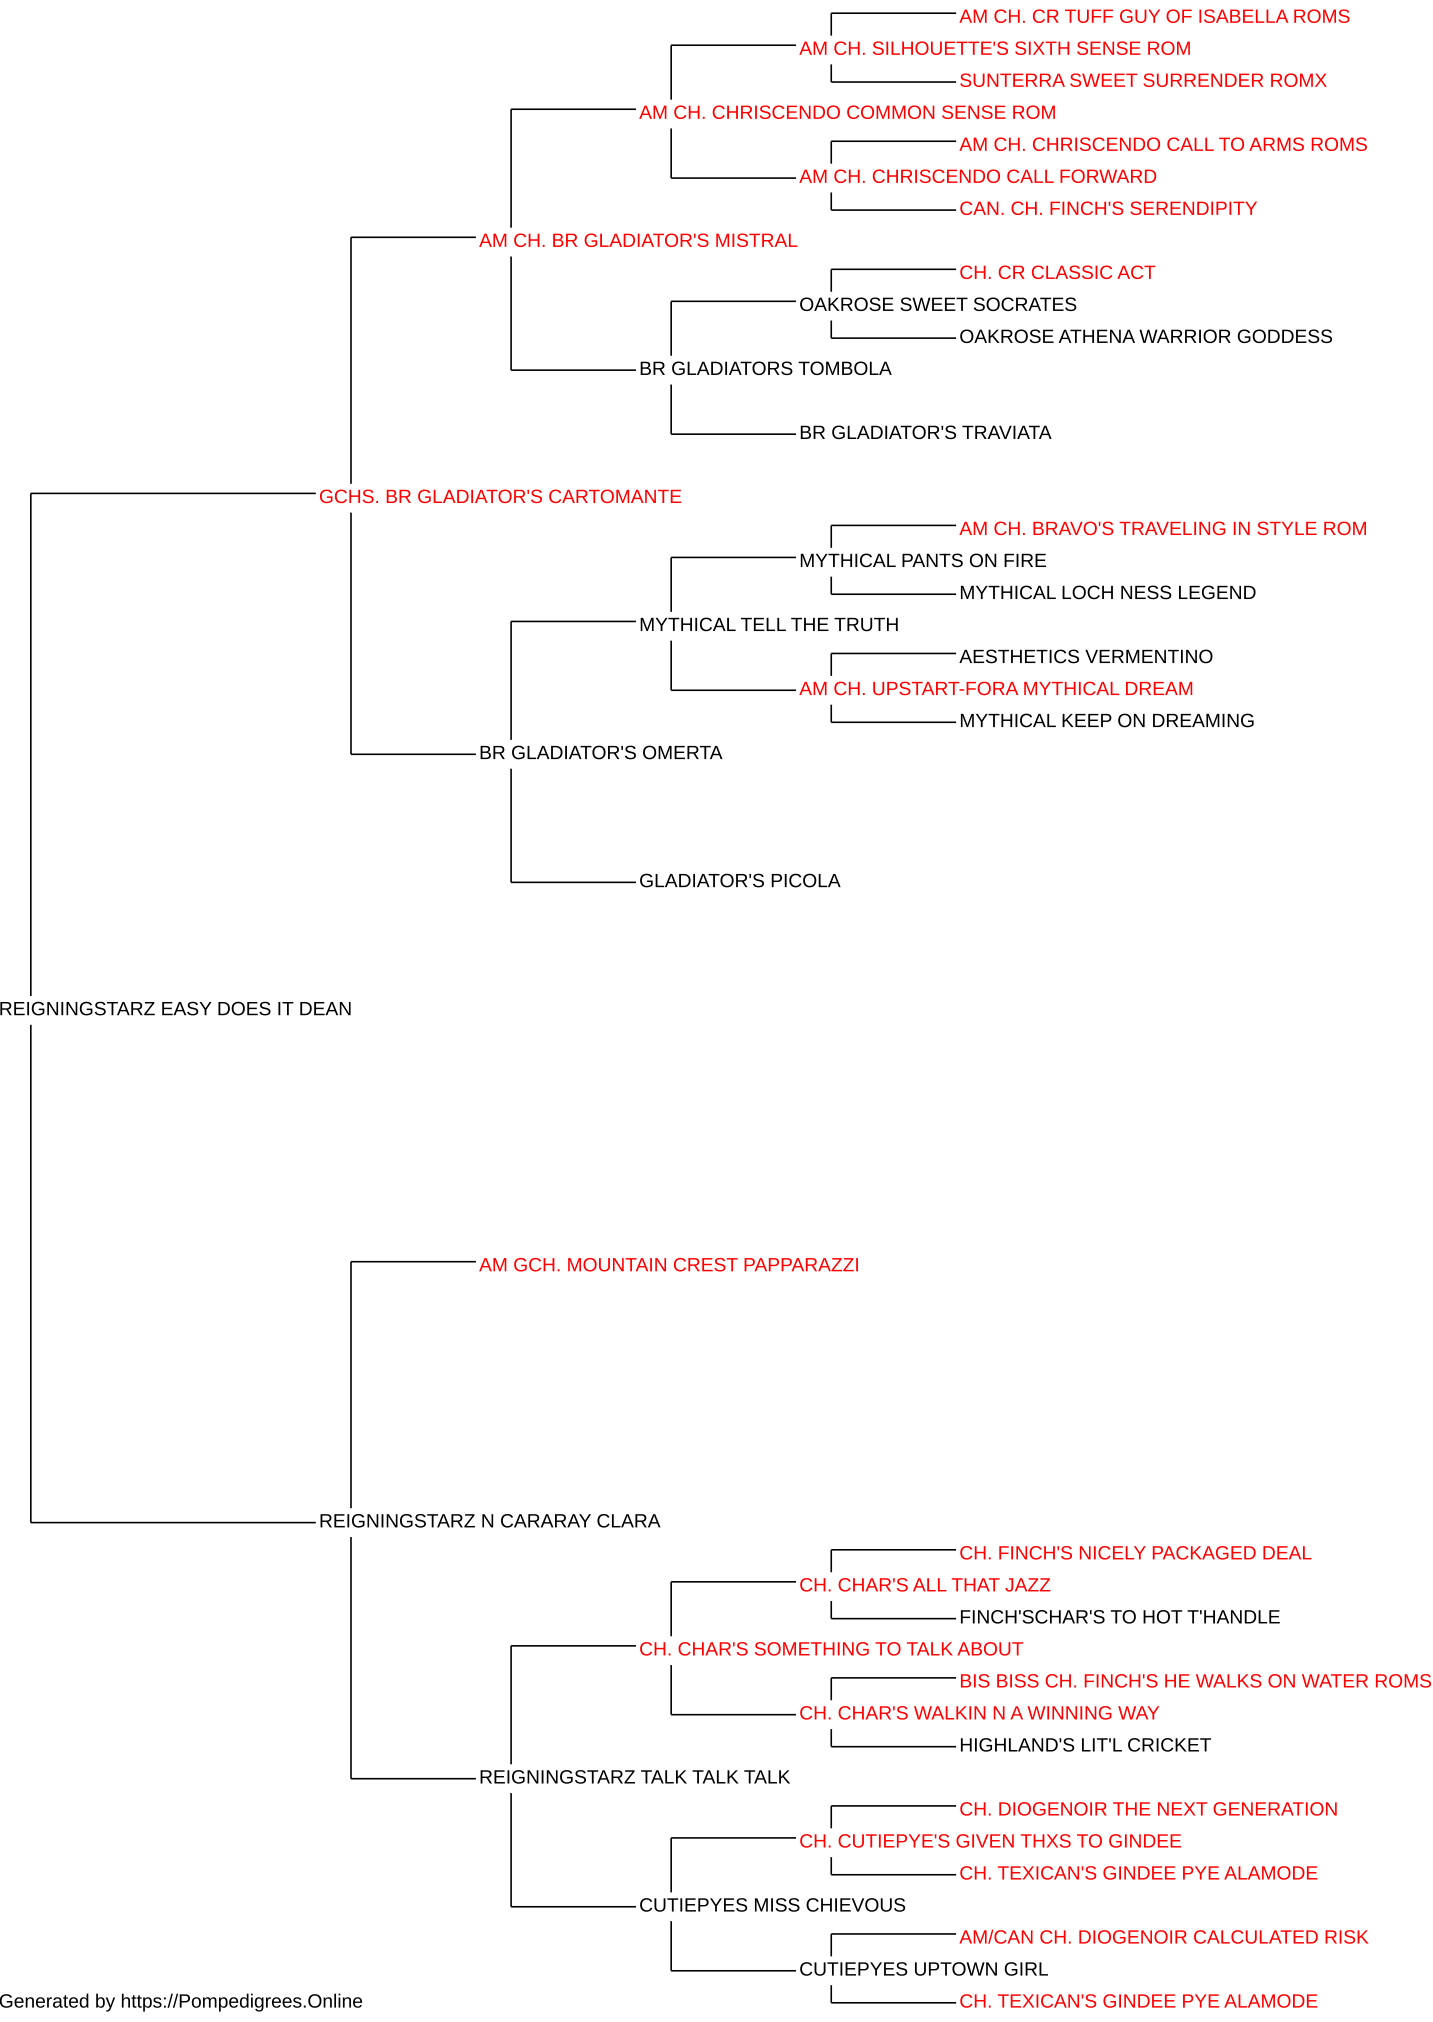 AM CH. CR TUFF GUY OF ISABELLA ROMS
AM CH. SILHOUETTE'S SIXTH SENSE ROM
SUNTERRA SWEET SURRENDER ROMX
AM CH. CHRISCENDO COMMON SENSE ROM
AM CH. CHRISCENDO CALL TO ARMS ROMS
AM CH. CHRISCENDO CALL FORWARD
CAN. CH. FINCH'S SERENDIPITY
AM CH. BR GLADIATOR'S MISTRAL
CH. CR CLASSIC ACT
OAKROSE SWEET SOCRATES
OAKROSE ATHENA WARRIOR GODDESS
BR GLADIATORS TOMBOLA
BR GLADIATOR'S TRAVIATA
GCHS. BR GLADIATOR'S CARTOMANTE
AM CH. BRAVO'S TRAVELING IN STYLE ROM
MYTHICAL PANTS ON FIRE
MYTHICAL LOCH NESS LEGEND
MYTHICAL TELL THE TRUTH
AESTHETICS VERMENTINO
AM CH. UPSTART-FORA MYTHICAL DREAM
MYTHICAL KEEP ON DREAMING
BR GLADIATOR'S OMERTA
GLADIATOR'S PICOLA
REIGNINGSTARZ EASY DOES IT DEAN
AM GCH. MOUNTAIN CREST PAPPARAZZI
REIGNINGSTARZ N CARARAY CLARA
CH. FINCH'S NICELY PACKAGED DEAL
CH. CHAR'S ALL THAT JAZZ
FINCH'SCHAR'S TO HOT T'HANDLE
CH. CHAR'S SOMETHING TO TALK ABOUT
BIS BISS CH. FINCH'S HE WALKS ON WATER ROMS
CH. CHAR'S WALKIN N A WINNING WAY
HIGHLAND'S LIT'L CRICKET
REIGNINGSTARZ TALK TALK TALK
CH. DIOGENOIR THE NEXT GENERATION
CH. CUTIEPYE'S GIVEN THXS TO GINDEE
CH. TEXICAN'S GINDEE PYE ALAMODE
CUTIEPYES MISS CHIEVOUS
AM/CAN CH. DIOGENOIR CALCULATED RISK
CUTIEPYES UPTOWN GIRL
CH. TEXICAN'S GINDEE PYE ALAMODE
Generated by https://Pompedigrees.Online